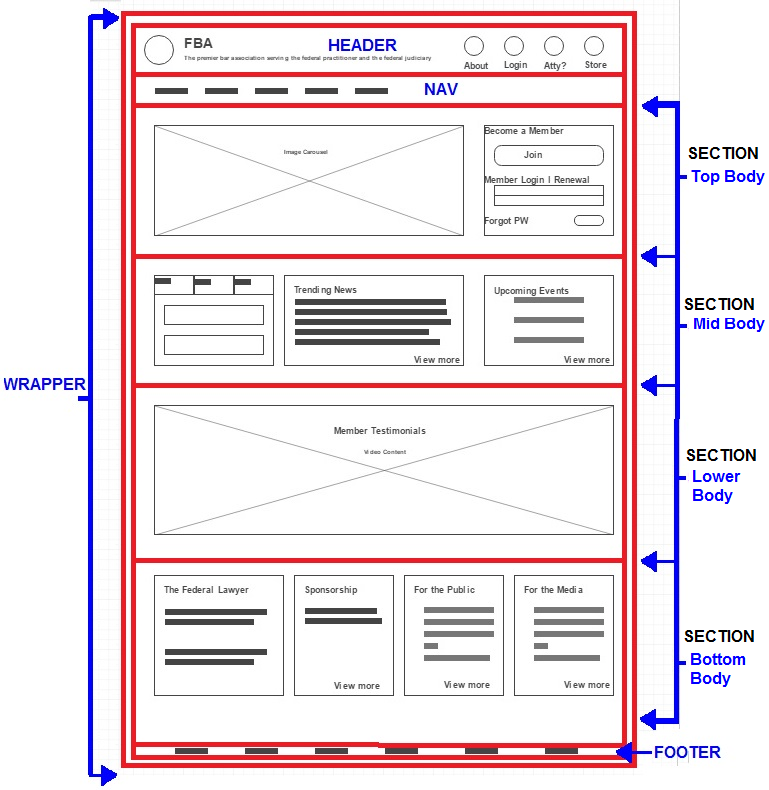 FBA
HEADER
The premier bar association serving the federal practitioner and the federal judiciary
About
Login
Atty?
Store
NAV
Image Carousel
Become a Member
Join
Member Login | Renewal
Forgot PW
SECTION
Top Body
Trending News
View more
Upcoming Events
View more
SECTION
Mid Body
WRAPPER
Member Testimonials
Video Content
SECTION
Lower
Body
The Federal Lawyer
Sponsorship
View more
For the Public
View more
For the Media
View more
SECTION
Bottom
Body
FOOTER